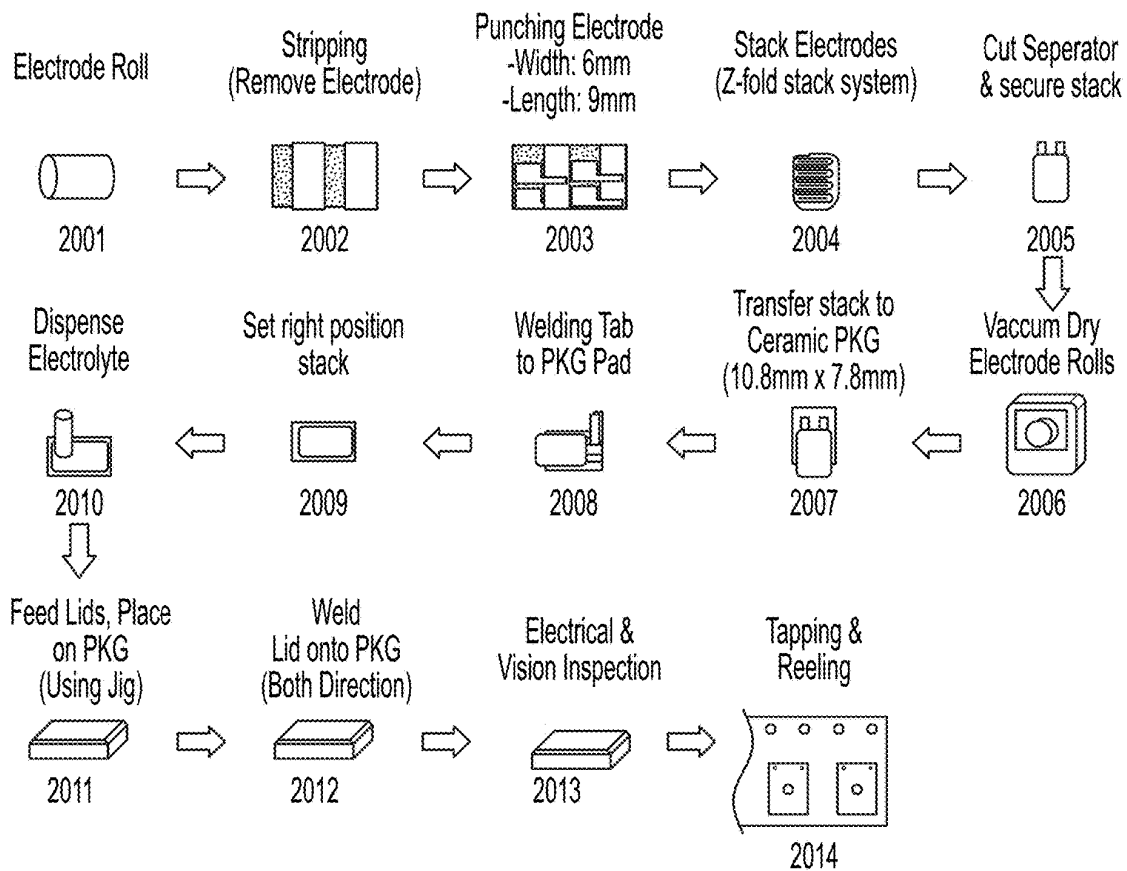 Electrode Roll
2001
Stripping
(Remove Electrode)
2002
Punching Electrode
-Width: 6mm
-Length: 9mm
2003
Stack Electrodes
(Z-fold stack system)
2004
Cut Seperator
& secure stack
2005
Vaccum Dry
Electrode Rolls
2006
Transfer stack to
Ceramic PKG
(10.8mm x 7.8mm)
2007
Welding Tab
to PKG Pad
2008
Set right position
stack
2009
Dispense
Electrolyte
2010
Feed Lids, Place
on PKG
(Using Jig)
2011
Weld
Lid onto PKG
(Both Direction)
2012
Electrical &
Vision Inspection
2013
Tapping &
Reeling
2014